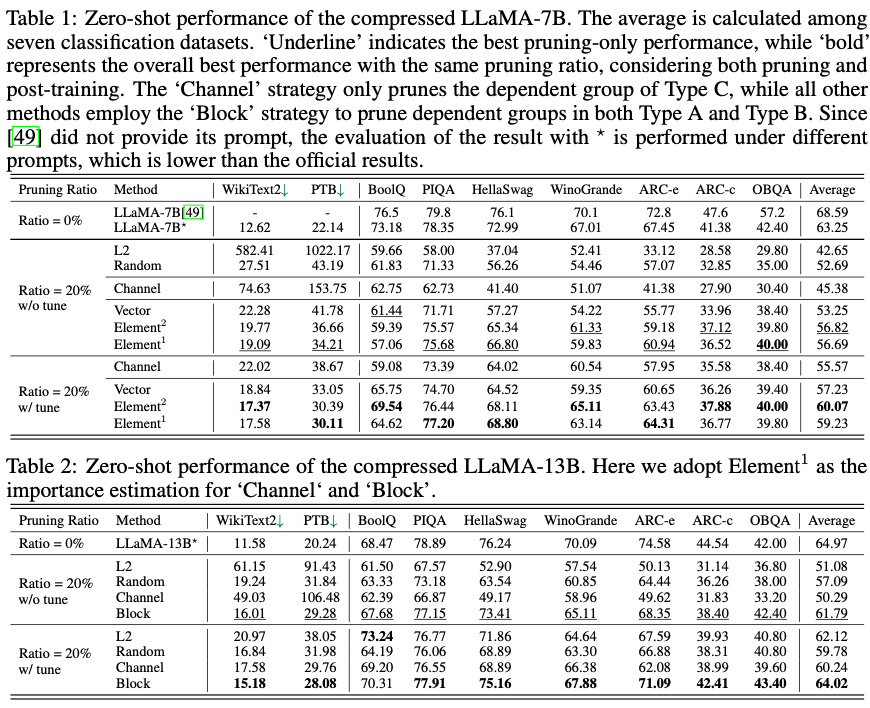 Table 1: Zero-shot performance of the compressed LLaMA-7B. The average is calculated among
seven classification datasets. ‘Underline’ indicates the best pruning-only performance, while ‘bold’
represents the overall best performance with the same pruning ratio, considering both pruning and
post-training. The ‘Channel’ strategy only prunes the dependent group of Type C, while all other
methods employ the ‘Block’ strategy to prune dependent groups in both Type A and Type B. Since
[49] did not provide its prompt, the evaluation of the result with * is performed under different
prompts, which is lower than the official results.
Pruning Ratio Method WikiText2↓ PTB↓ BoolQ PIQA HellaSwag WinoGrande ARC-e ARC-c OBQA Average
Ratio = 0% LLaMA-7B[49] - - 76.5 79.8 76.1 70.1 72.8 47.6 57.2 68.59
LLaMA-7B* 12.62 22.14 73.18 78.35 72.99 67.01 67.45 41.38 42.40 63.25
Ratio = 20% w/o tune L2 582.41 1022.17 59.66 58.00 37.04 52.41 33.12 28.58 29.80 42.65
Random 27.51 43.19 61.83 71.33 56.26 54.46 57.07 32.85 35.00 52.69
Channel 74.63 153.75 62.75 62.73 41.40 51.07 41.38 27.90 30.40 45.38
Vector 22.28 41.78 61.44 71.71 57.27 54.22 55.77 33.96 38.40 53.25
Element² 19.77 36.66 59.39 75.57 65.34 61.33 59.18 37.12 39.80 56.82
Element¹ 19.09 34.21 57.06 75.68 66.80 59.83 60.94 36.52 40.00 56.69
Ratio = 20% w/ tune Channel 22.02 38.67 59.08 73.39 64.02 60.54 57.95 35.58 38.40 55.57
Vector 18.84 33.05 65.75 74.70 64.52 59.35 60.65 36.26 39.40 57.23
Element² 17.37 30.39 69.54 76.44 68.11 65.11 63.43 37.88 40.00 60.07
Element¹ 17.58 30.11 64.62 77.20 68.80 63.14 64.31 36.77 39.80 59.23
Table 2: Zero-shot performance of the compressed LLaMA-13B. Here we adopt Element¹ as the
importance estimation for ‘Channel‘ and ‘Block’.
Pruning Ratio Method WikiText2↓ PTB↓ BoolQ PIQA HellaSwag WinoGrande ARC-e ARC-c OBQA Average
Ratio = 0% LLaMA-13B* 11.58 20.24 68.47 78.89 76.24 70.09 74.58 44.54 42.00 64.97
Ratio = 20% w/o tune L2 61.15 91.43 61.50 67.57 52.90 57.54 50.13 31.14 36.80 51.08
Random 19.24 31.84 63.33 73.18 63.54 60.85 64.44 36.26 38.00 57.09
Channel 49.03 106.48 62.39 66.87 49.17 58.96 49.62 31.83 33.20 50.29
Block 16.01 29.28 67.68 77.15 73.41 65.11 68.35 38.40 42.40 61.79
Ratio = 20% w/ tune L2 20.97 38.05 73.24 76.77 71.86 64.64 67.59 39.93 40.80 62.12
Random 16.84 31.98 64.19 76.06 68.89 63.30 66.88 38.31 40.80 59.78
Channel 17.58 29.76 69.20 76.55 68.89 66.38 62.08 38.99 39.60 60.24
Block 15.18 28.08 70.31 77.91 75.16 67.88 71.09 42.41 43.40 64.02